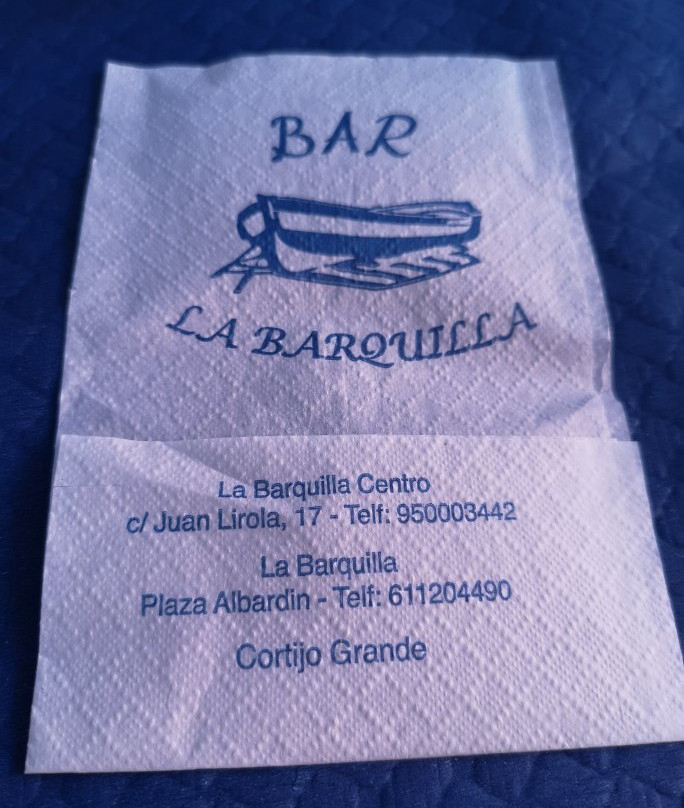 BAR
LA BARQUILLA
La Barquilla Centro
c/ Juan Lirola, 17 - Telf: 950003442
La Barquilla
Plaza Albardin - Telf: 611204490
Cortijo Grande